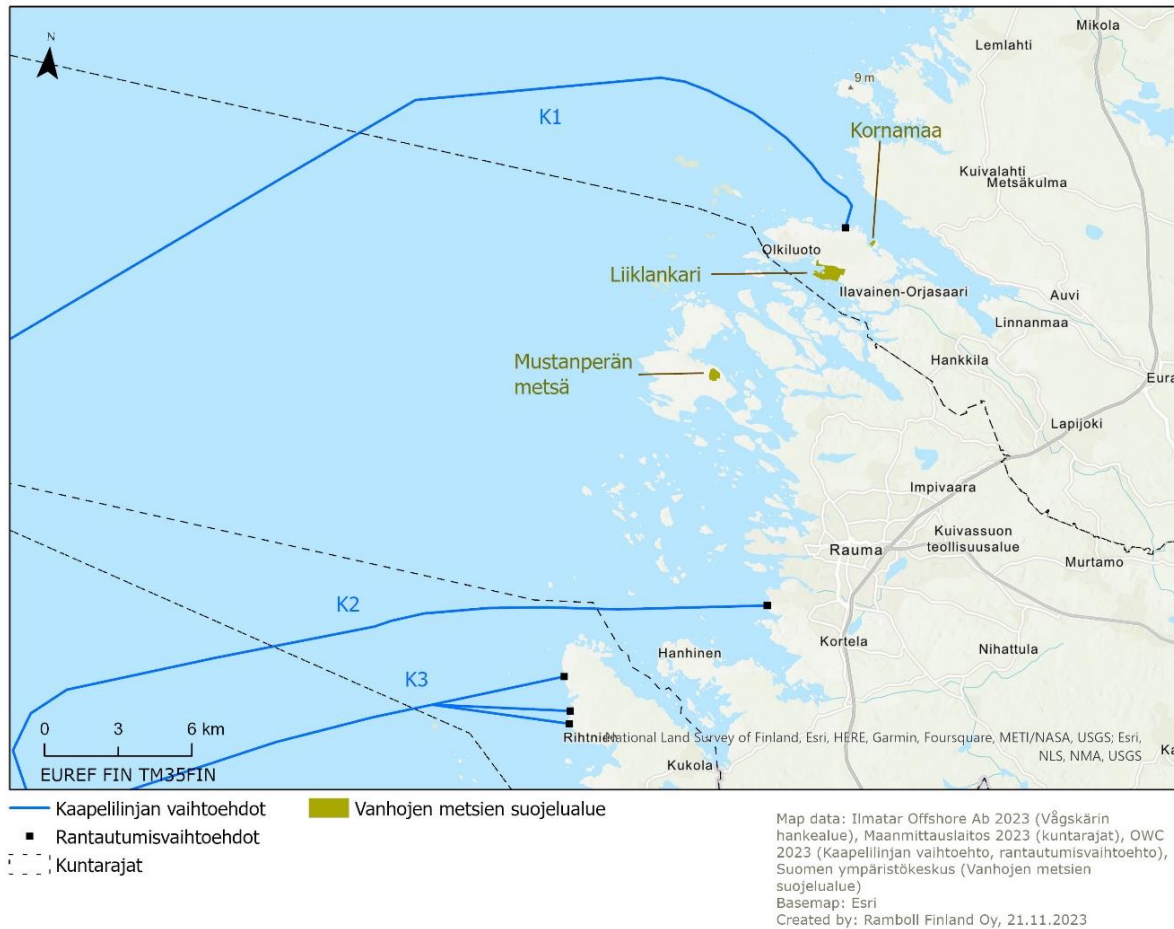 N
Mikola
Lemlahti
9 m
K1
Kornamaa
Kuivalahti
Metsäkulma
Olkiluoto
Liiklankari
Ilavainen-Orjasaari
Auvi
Linnanmaa
Mustanperän
metsä
Hankkila
Eura
Lapijoki
Impivaara
Kuivassuon
teollisuusalue
Rauma
Murtamo
K2
Kortela
Nihattula
Hanhinen
K3
0 3 6 km
Rihtnie
National Land Survey of Finland, Esri, HERE, Garmin, Foursquare, METI/NASA, USGS; Esri,
NLS, NMA, USGS
Ka
Kukola
EUREF FIN TM35FIN
Kaapelilinjan vaihtoehdot
Vanhojen metsien suojelualue
Rantautumisvaihtoehdot
Kuntarajat
Map data: Ilmatar Offshore Ab 2023 (Vågskärin
hankealue), Maanmittauslaitos 2023 (kuntarajat), OWC
2023 (Kaapelilinjan vaihtoehto, rantautumisvaihtoehto),
Suomen ympäristökeskus (Vanhojen metsien
suojelualue)
Basemap: Esri
Created by: Ramboll Finland Oy, 21.11.2023